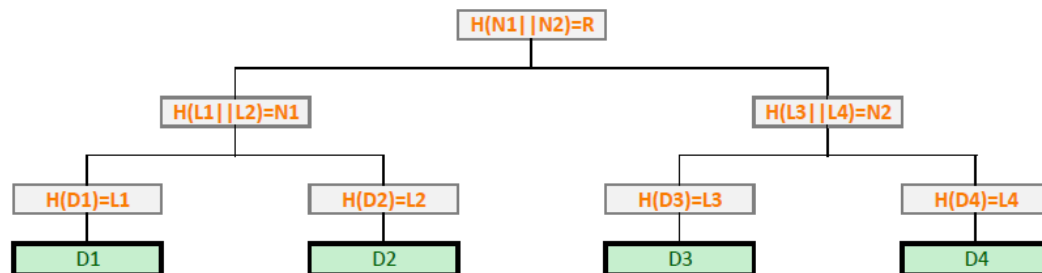 H(N1||N2)=R
H(L1||L2)=N1
H(L3||L4)=N2
H(D1)=L1
H(D2)=L2
H(D3)=L3
H(D4)=L4
D1
D2
D3
D4